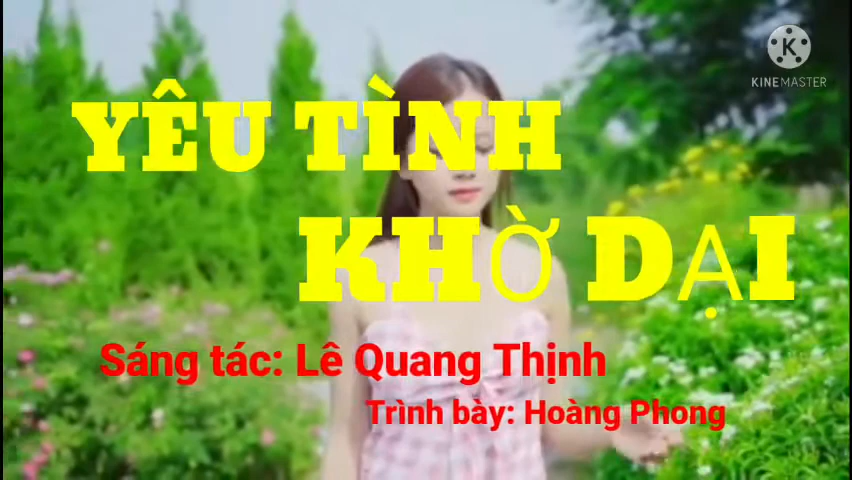 KINEMASTER
YÊU TÌNH
KHỜ DẠI
Sáng tác: Lê Quang Thịnh
Trình bày: Hoàng Phong